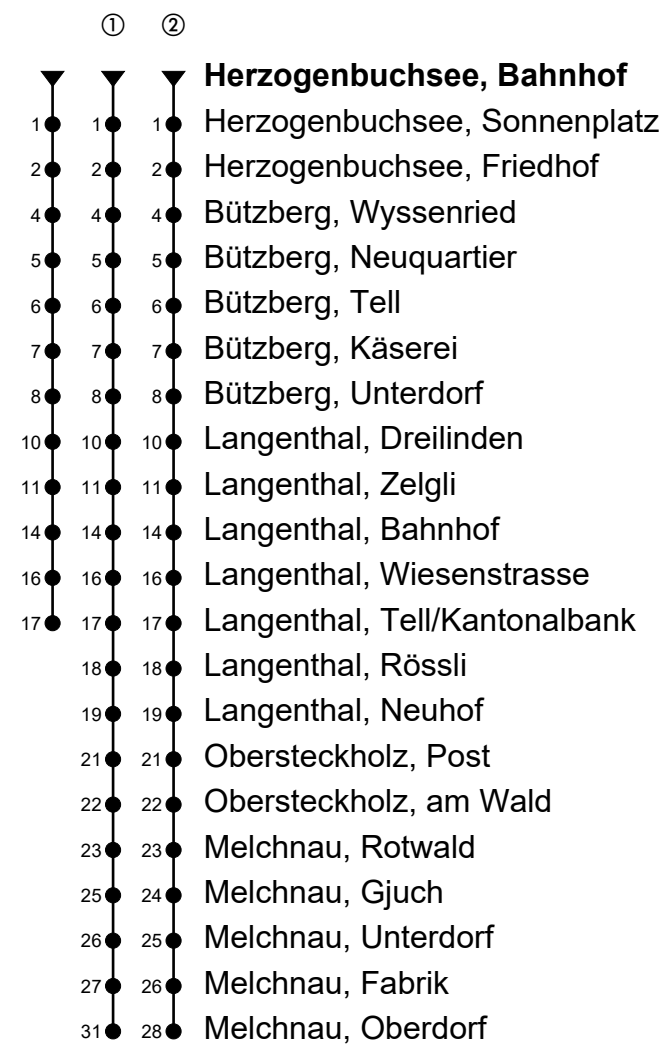 ① ②
Herzogenbuchsee, Bahnhof
1 1 1 Herzogenbuchsee, Sonnenplatz
2 2 2 Herzogenbuchsee, Friedhof
4 4 4 Bützberg, Wyssenried
5 5 5 Bützberg, Neuquartier
6 6 6 Bützberg, Tell
7 7 7 Bützberg, Käserei
8 8 8 Bützberg, Unterdorf
10 10 10 Langenthal, Dreilinden
11 11 11 Langenthal, Zelgli
14 14 14 Langenthal, Bahnhof
16 16 16 Langenthal, Wiesenstrasse
17 17 17 Langenthal, Tell/Kantonalbank
18 18 Langenthal, Rössli
19 19 Langenthal, Neuhof
21 21 Obersteckholz, Post
22 22 Obersteckholz, am Wald
23 23 Melchnau, Rotwald
25 24 Melchnau, Gjuch
26 25 Melchnau, Unterdorf
27 26 Melchnau, Fabrik
31 28 Melchnau, Oberdorf